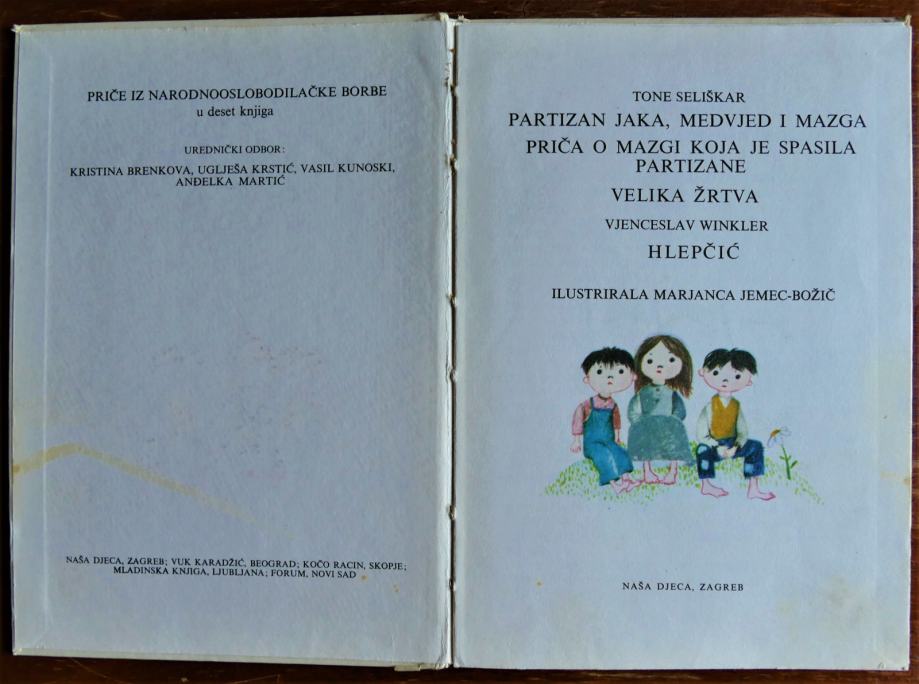 PRIČE IZ NARODNOOSLOBODILAČKE BORBE
u deset knjiga
UREDNIČKI ODBOR:
KRISTINA BRENKOVA, UGLJEŠA KRSTIĆ, VASIL KUNOSKI,
ANĐELKA MARTIĆ
NAŠA DJECA, ZAGREB; VUK KARADŽIĆ, BEOGRAD; KOČO RACIN, SKOPJE;
MLADINSKA KNJIGA, LJUBLJANA; FORUM, NOVI SAD
TONE SELIŠKAR
PARTIZAN JAKA, MEDVJED I MAZGA
PRIČA O MAZGI KOJA JE SPASILA
PARTIZANE
VELIKA ŽRTVA
VJENCESLAV WINKLER
HLEPČIĆ
ILUSTRIRALA MARJANCA JEMEC-BOŽIČ
NAŠA DJECA, ZAGREB